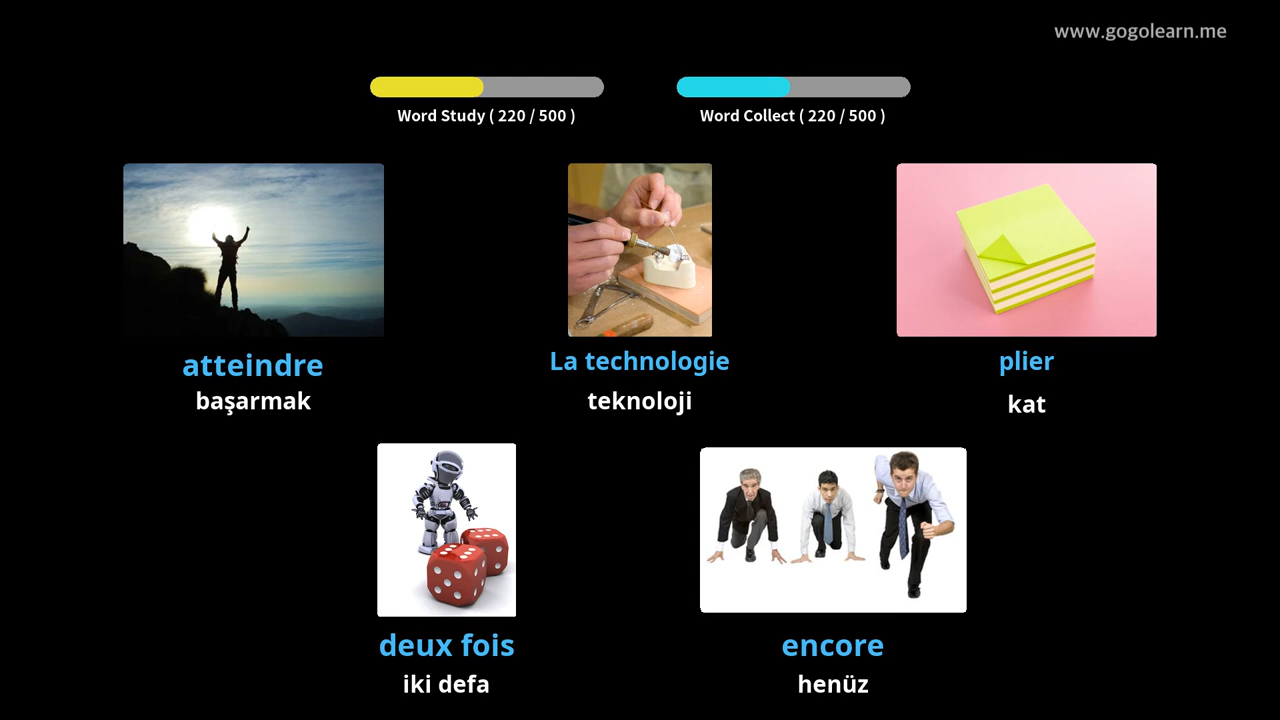 www.gogolearn.me
Word Study ( 220 / 500 )
Word Collect ( 220 / 500 )
atteindre
başarmak
La technologie
teknoloji
plier
kat
deux fois
iki defa
encore
henüz